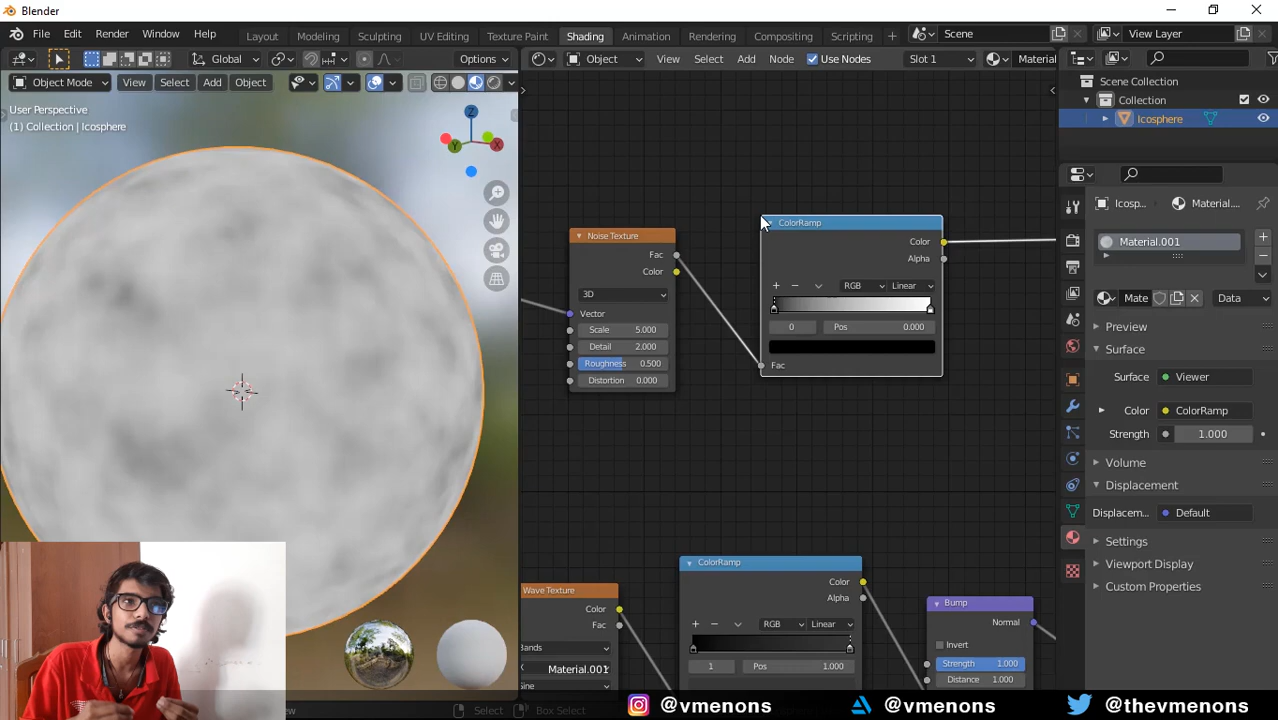 Blender
File Edit Render Window Help Layout Modeling Sculpting UV Editing Texture Paint Shading Animation Rendering Compositing Scripting + Scene View Layer
Global Options Object View Select Add Node Use Nodes Slot 1 Material
Object Mode View Select Add Object
User Perspective
(1) Collection | Icosphere
Z
Y X
Noise Texture
Fac
Color
3D
Vector
Scale 5.000
Detail 2.000
Roughness 0.500
Distortion 0.000
ColorRamp
Color
Alpha
+ − RGB Linear
0 Pos 0.000
Fac
Wave Texture
Color
Fac
Bands
Material.001
Sine
ColorRamp
Color
Alpha
+ − RGB Linear
1 Pos 1.000
Bump
Normal
Invert
Strength 1.000
Distance 1.000
Scene Collection
Collection
Icosphere
Icosp... Material....
Material.001
Mate Data
Preview
Surface
Surface Viewer
Color ColorRamp
Strength 1.000
Volume
Displacement
Displacem... Default
Settings
Viewport Display
Custom Properties
Select Box Select
@vmenons @vmenons @thevmenons